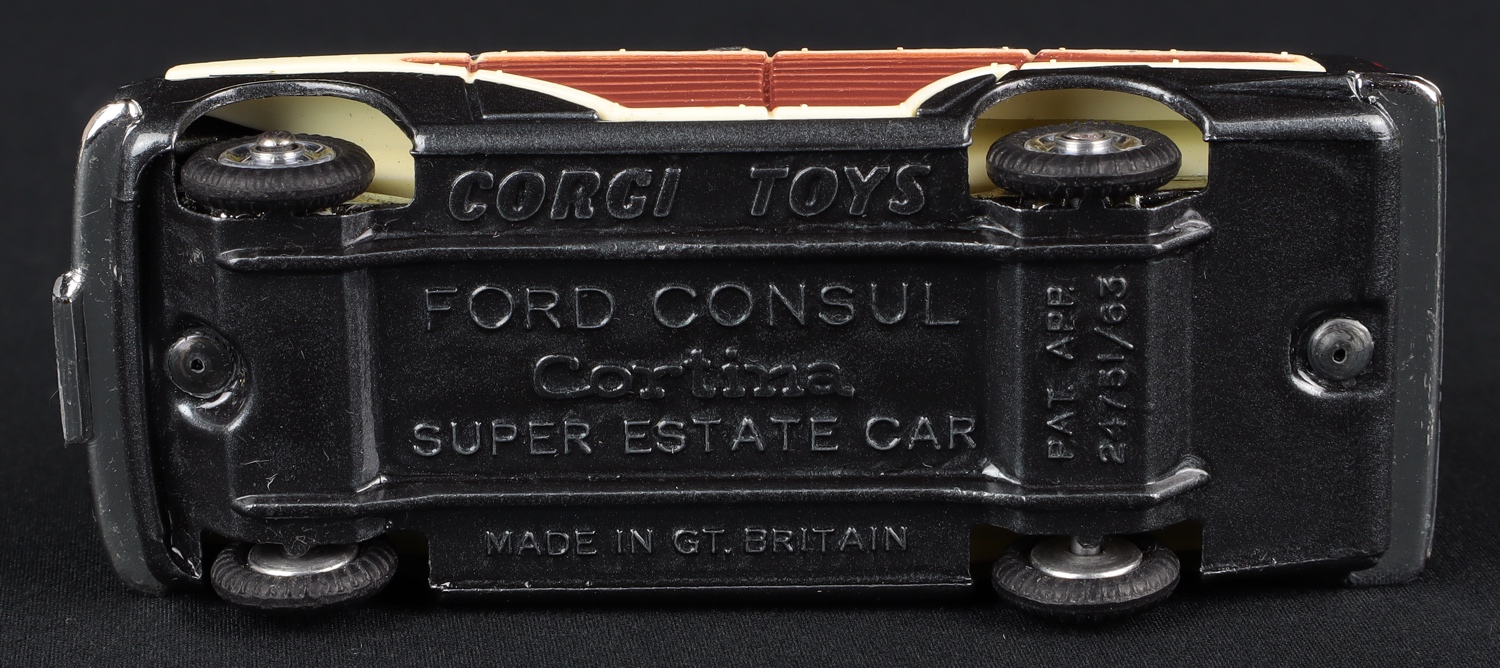 CORGI TOYS
FORD CONSUL
Cortina
SUPER ESTATE CAR
MADE IN GT. BRITAIN
PAT. APP.
24751/63